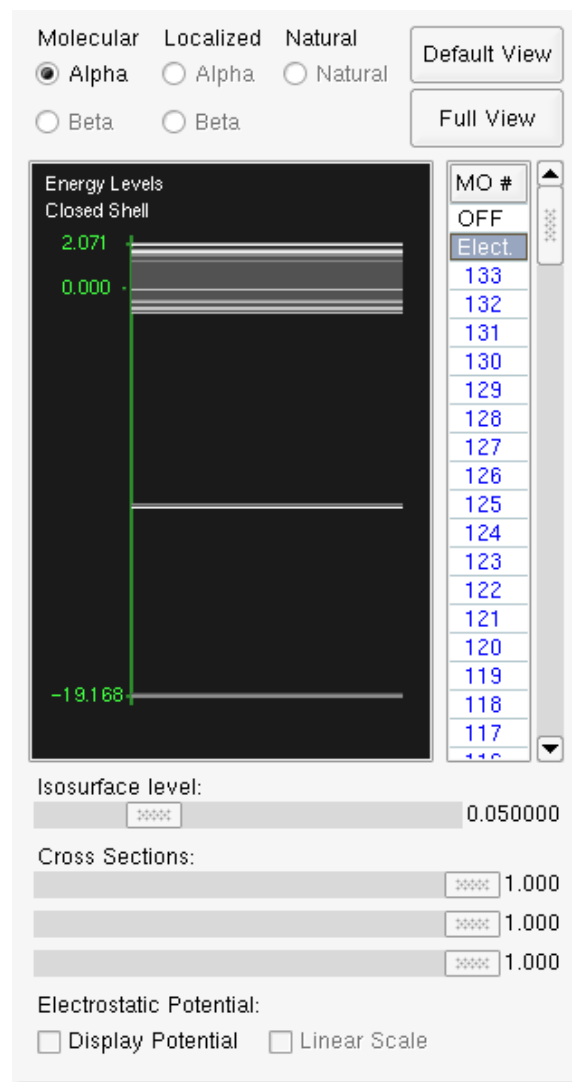 Molecular Localized Natural
Alpha Alpha Natural
Beta Beta
Default View
Full View
Energy Levels
Closed Shell
2.071
0.000
-19.168
MO #
OFF
Elect.
133
132
131
130
129
128
127
126
125
124
123
122
121
120
119
118
117
Isosurface level:
0.050000
Cross Sections:
1.000
1.000
1.000
Electrostatic Potential:
Display Potential Linear Scale